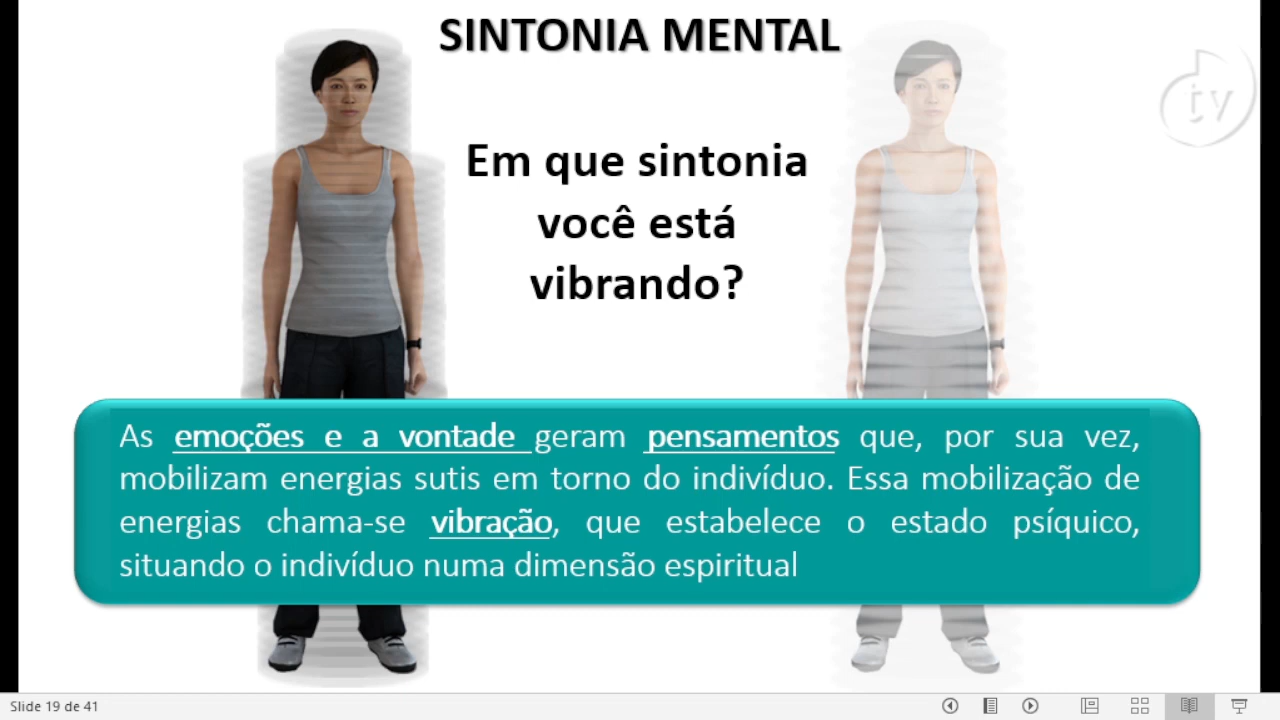 SINTONIA MENTAL
tv
Em que sintonia
você está
vibrando?
As emoções e a vontade geram pensamentos que, por sua vez,
mobilizam energias sutis em torno do indivíduo. Essa mobilização de
energias chama-se vibração, que estabelece o estado psíquico,
situando o indivíduo numa dimensão espiritual
Slide 19 de 41